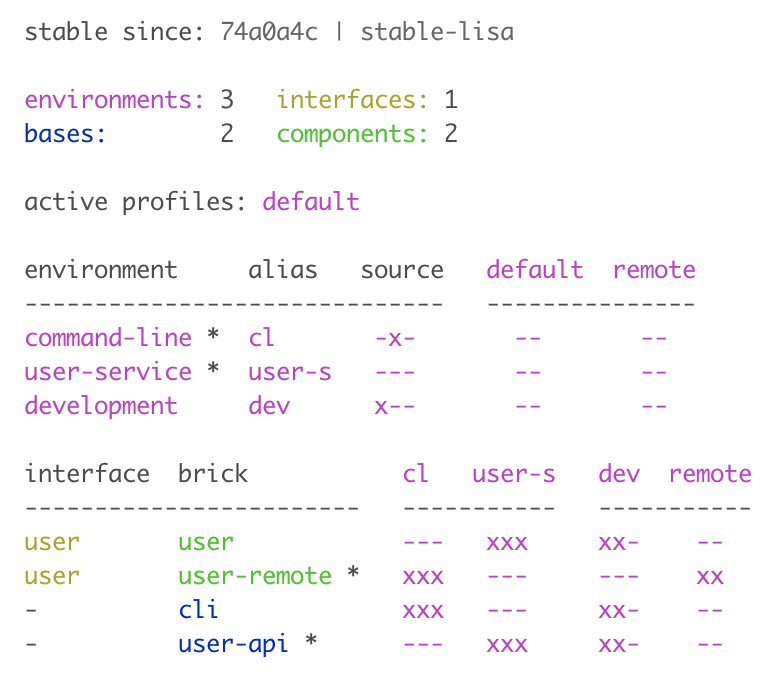 stable since: 74a0a4c | stable-lisa
environments: 3   interfaces: 1
bases:        2   components: 2
active profiles: default
environment     alias   source   default  remote
------------------------------   ---------------
command-line *  cl       -x-       --       --
user-service *  user-s   ---       --       --
development     dev      x--       --       --
interface  brick           cl   user-s   dev  remote
------------------------   -----------   -----------
user       user            ---   xxx     xx-    --
user       user-remote *   xxx   ---     ---    xx
-          cli             xxx   ---     xx-    --
-          user-api *      ---   xxx     xx-    --